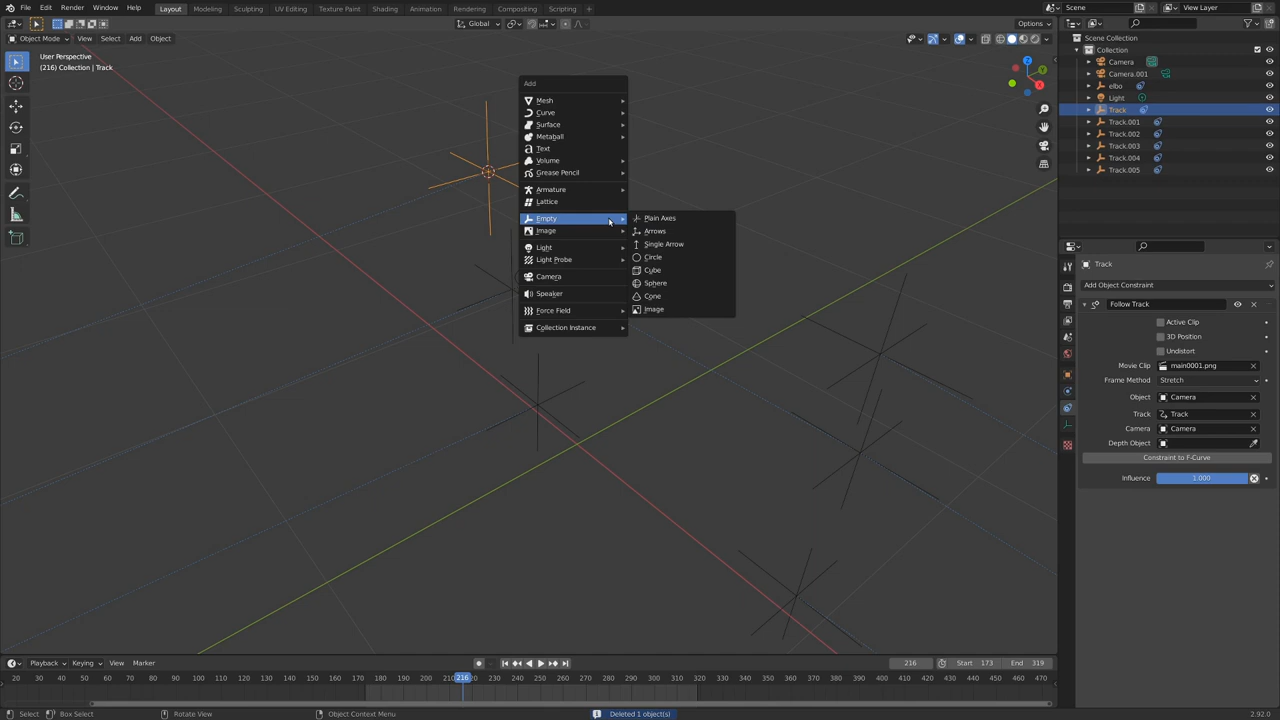 File Edit Render Window Help Layout Modeling Sculpting UV Editing Texture Paint Shading Animation Rendering Compositing Scripting + Scene View Layer
Global Options
Object Mode View Select Add Object
User Perspective
(216) Collection | Track
Scene Collection
Collection
Camera
Camera.001
elbo
Light
Track
Track.001
Track.002
Track.003
Track.004
Track.005
Z
Y
X
Add
Mesh
Curve
Surface
Metaball
Text
Volume
Grease Pencil
Armature
Lattice
Empty
Image
Light
Light Probe
Camera
Speaker
Force Field
Collection Instance
Plain Axes
Arrows
Single Arrow
Circle
Cube
Sphere
Cone
Image
Track
Add Object Constraint
Follow Track
Active Clip
3D Position
Undistort
Movie Clip main0001.png
Frame Method Stretch
Object Camera
Track Track
Camera Camera
Depth Object
Constraint to F-Curve
Influence 1.000
Playback Keying View Marker 216 Start 173 End 319
20 30 40 50 60 70 80 90 100 110 120 130 140 150 160 170 180 190 200 210 216 220 230 240 250 260 270 280 290 300 310 320 330 340 350 360 370 380 390 400 410 420 430 440 450 460 470
Select Box Select Rotate View Object Context Menu Deleted 1 object(s) 2.92.0